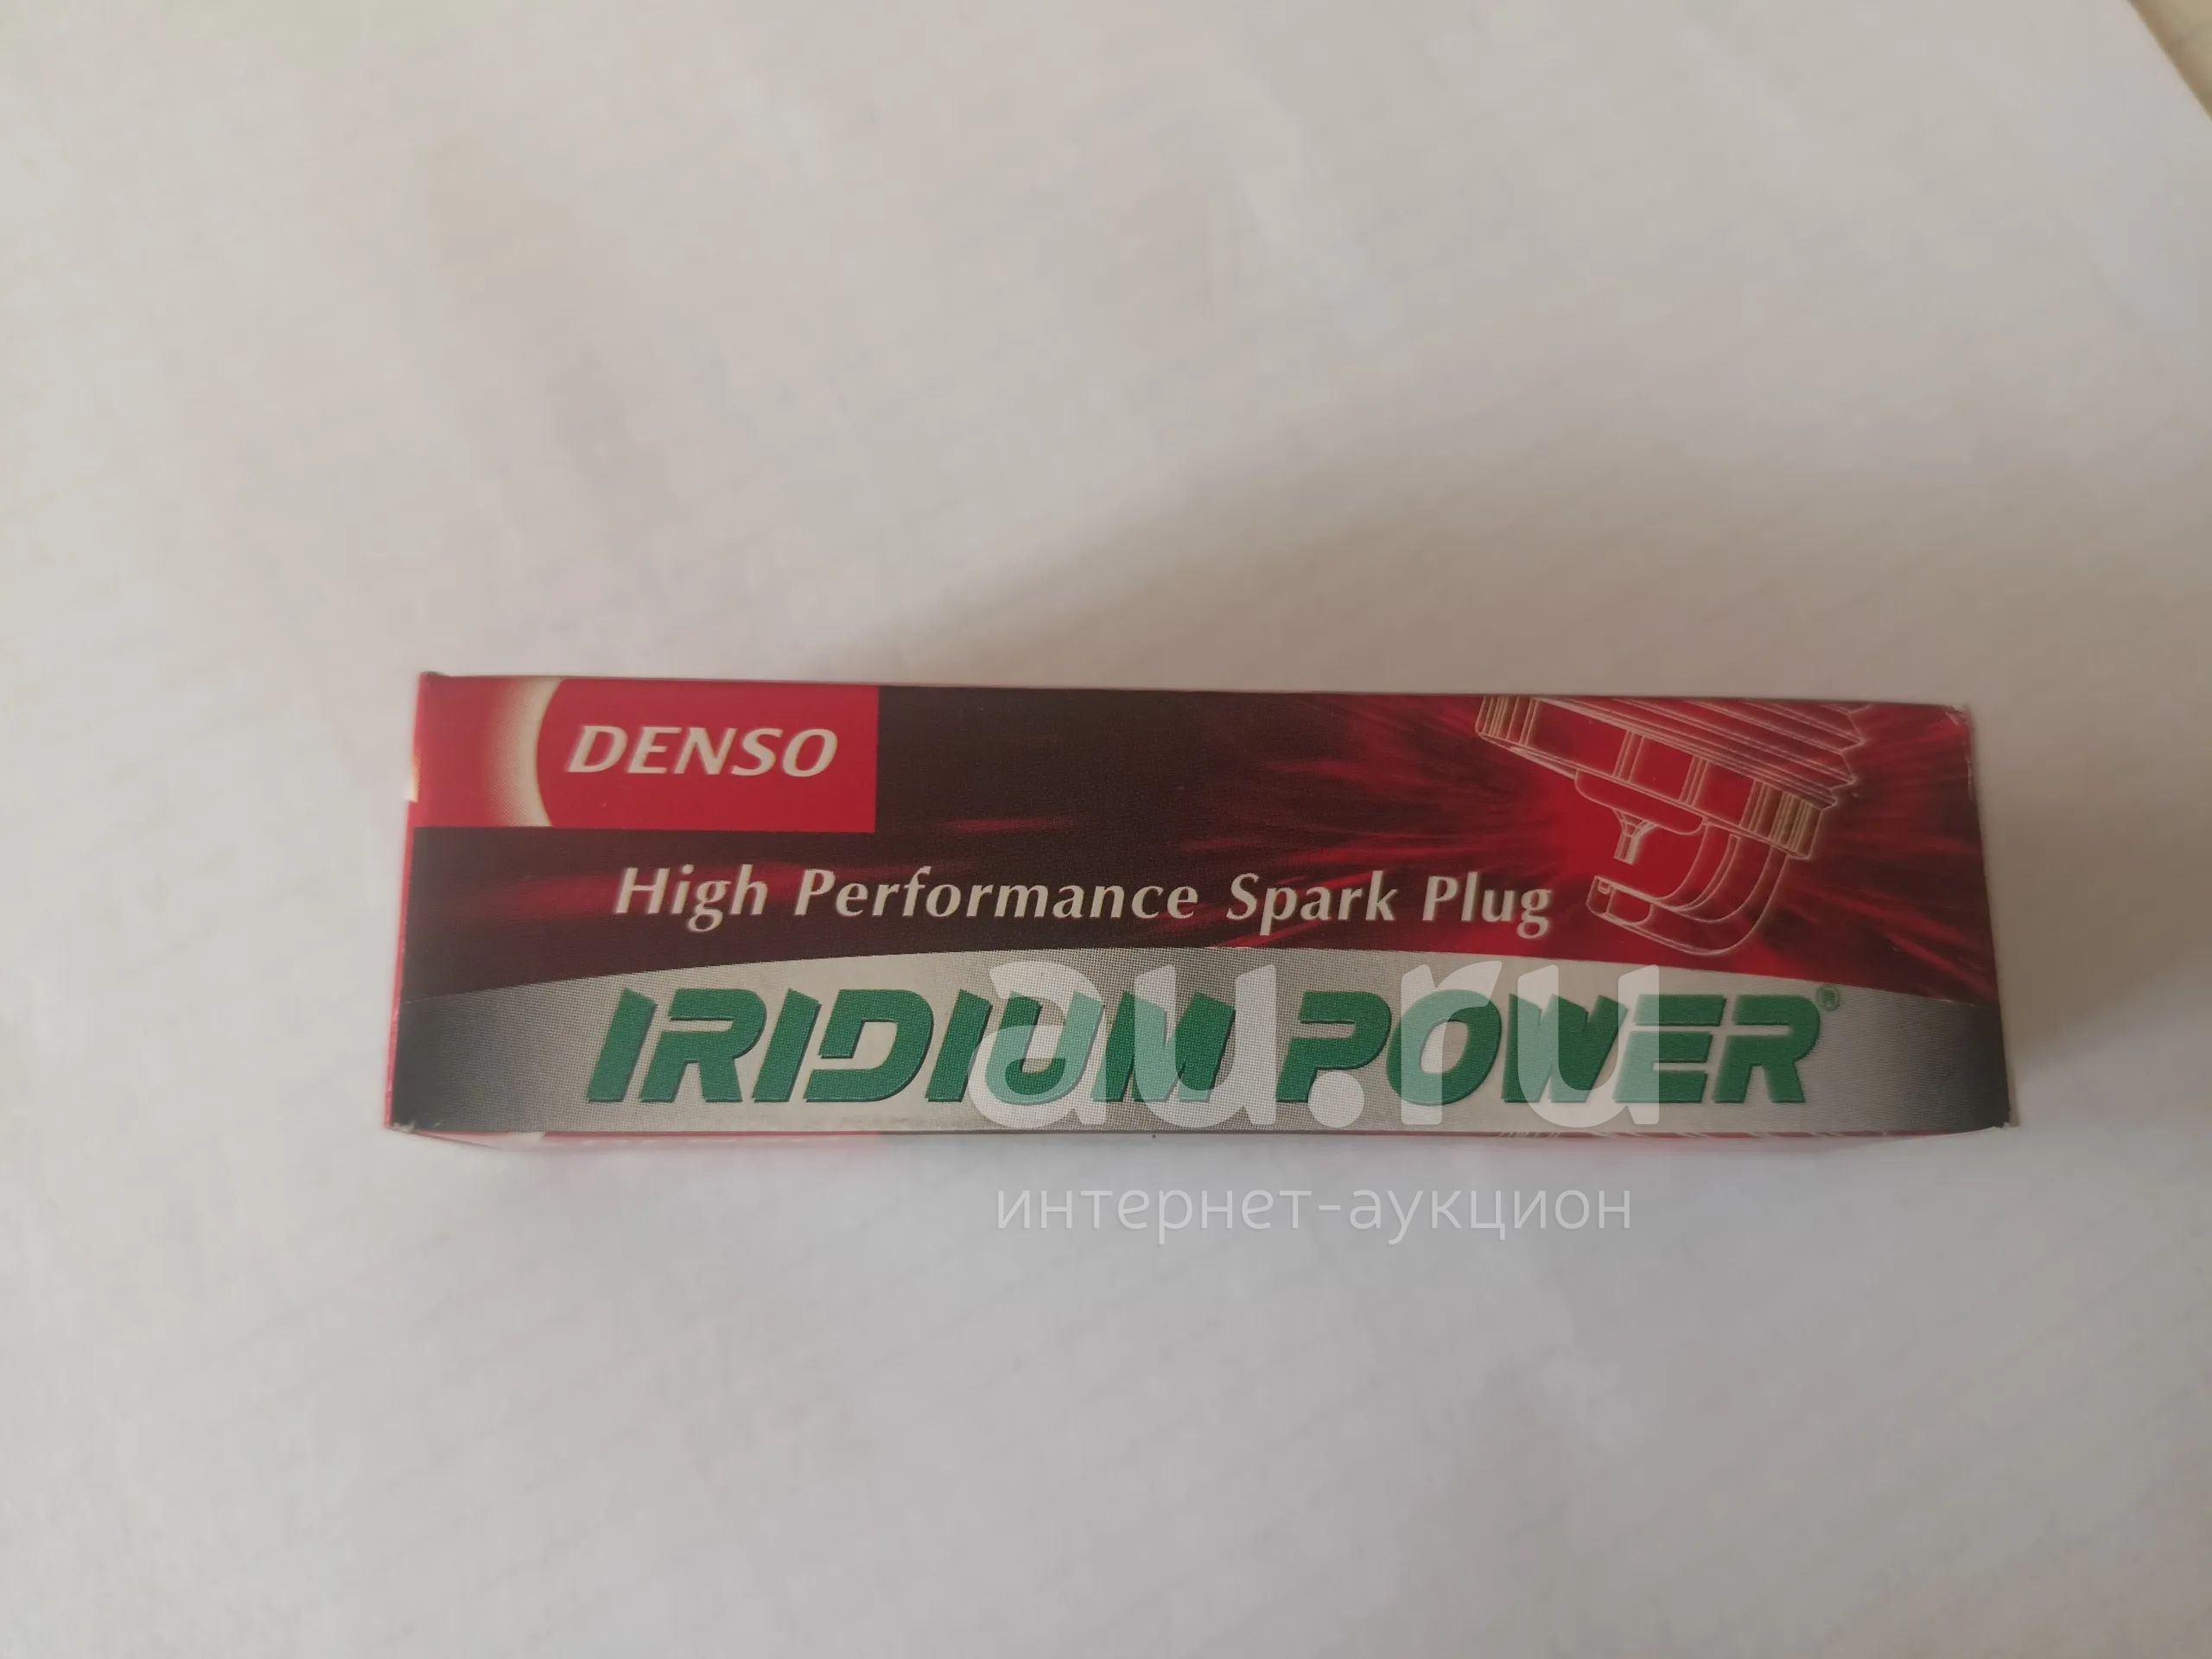 DENSO
High Performance Spark Plug
IRIDIUM POWER®
au.ru
интернет-аукцион